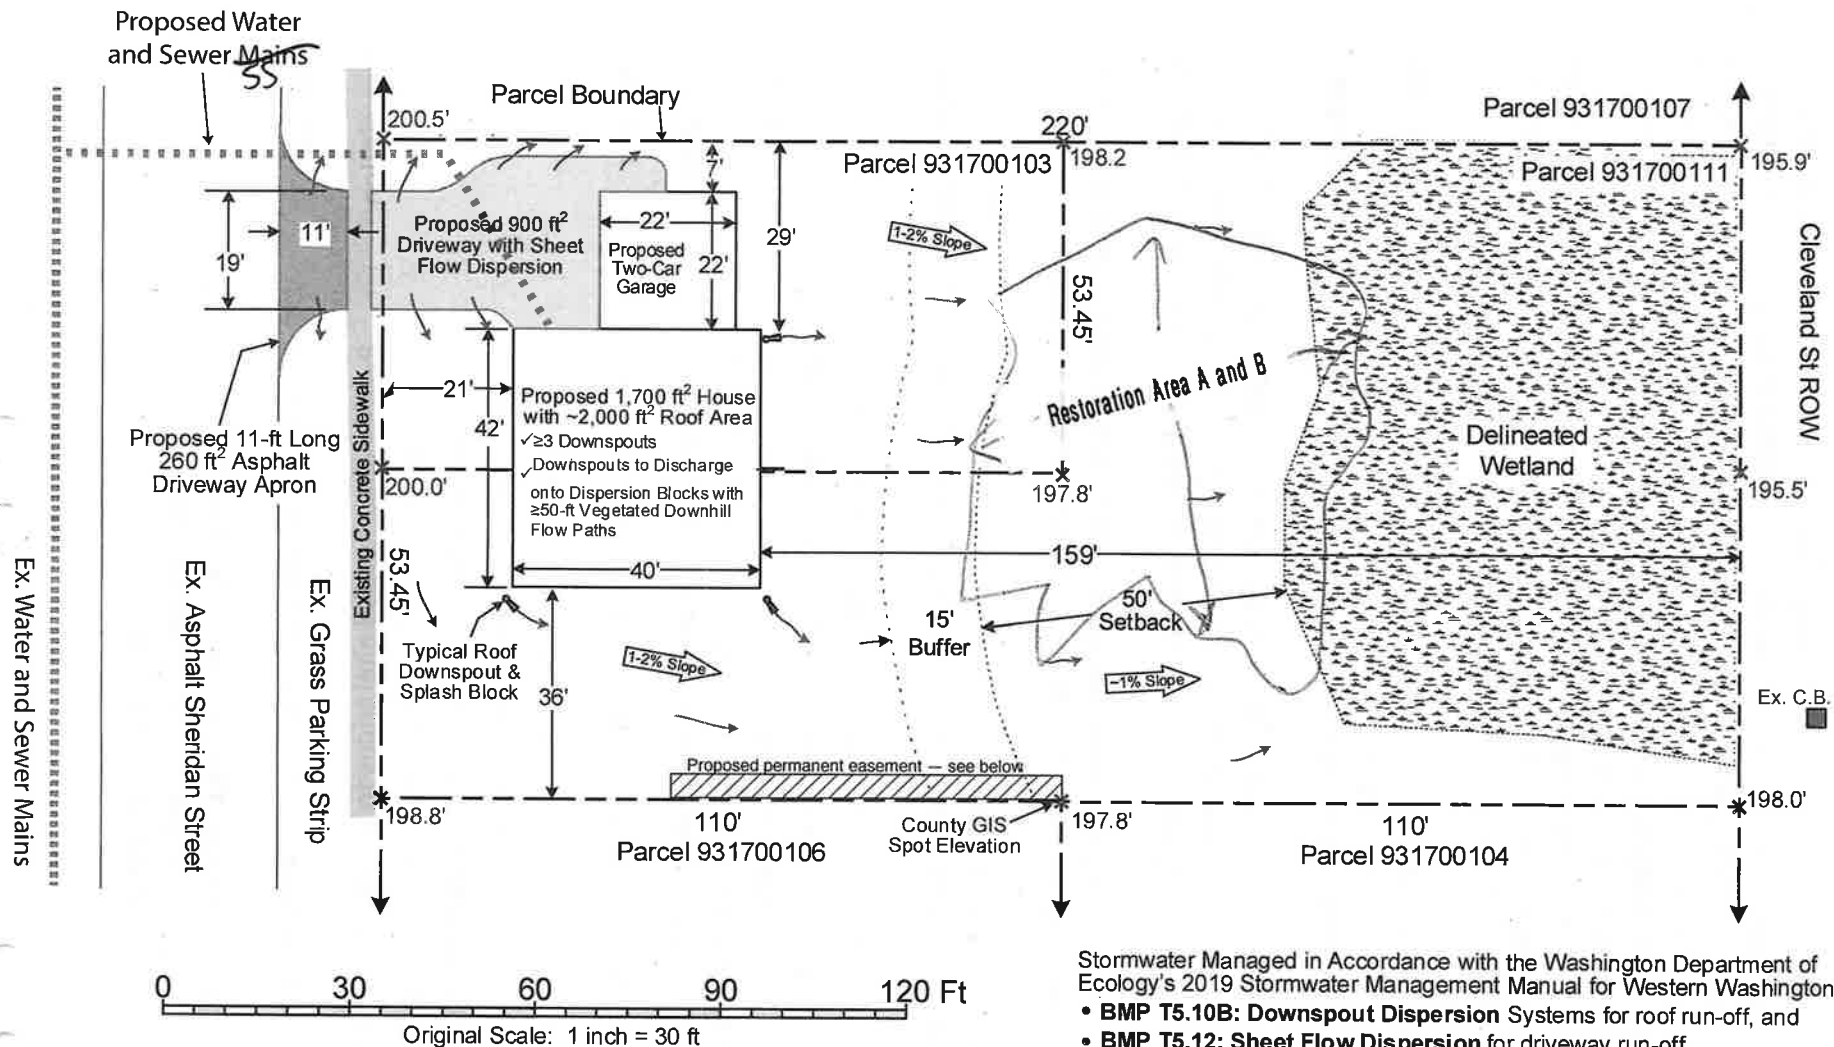 Proposed Water
and Sewer Mains
SS
Parcel Boundary
200.5'
220'
198.2
Parcel 931700107
Parcel 931700103
Parcel 931700111
195.9'
7'
11'
19'
Proposed 900 ft²
Driveway with Sheet
Flow Dispersion
22'
Proposed
Two-Car
Garage
22'
29'
1-2% Slope
53.45'
Cleveland St ROW
Restoration Area A and B
21'
42'
Proposed 1,700 ft² House
with ~2,000 ft² Roof Area
✓≥3 Downspouts
✓Downspouts to Discharge
onto Dispersion Blocks with
≥50-ft Vegetated Downhill
Flow Paths
40'
Proposed 11-ft Long
260 ft² Asphalt
Driveway Apron
Existing Concrete Sidewalk
200.0'
197.8'
Delineated
Wetland
195.5'
159'
Ex. Water and Sewer Mains
Ex. Asphalt Sheridan Street
Ex. Grass Parking Strip
53.45'
Typical Roof
Downspout &
Splash Block
36'
1-2% Slope
15'
Buffer
50'
Setback
~1% Slope
Ex. C.B.
Proposed permanent easement — see below
198.8'
110'
Parcel 931700106
County GIS
Spot Elevation
197.8'
110'
Parcel 931700104
198.0'
0 30 60 90 120 Ft
Original Scale: 1 inch = 30 ft
Stormwater Managed in Accordance with the Washington Department of
Ecology's 2019 Stormwater Management Manual for Western Washington
• BMP T5.10B: Downspout Dispersion Systems for roof run-off, and
• BMP T5.12: Sheet Flow Dispersion for driveway run-off